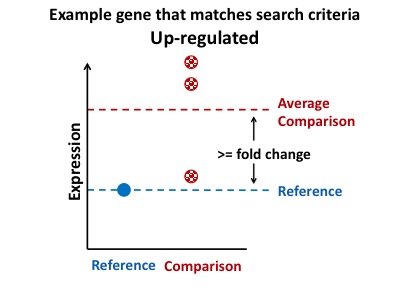 Example gene that matches search criteria
Up-regulated
Average
Comparison
>= fold change
Expression
Reference
Reference Comparison